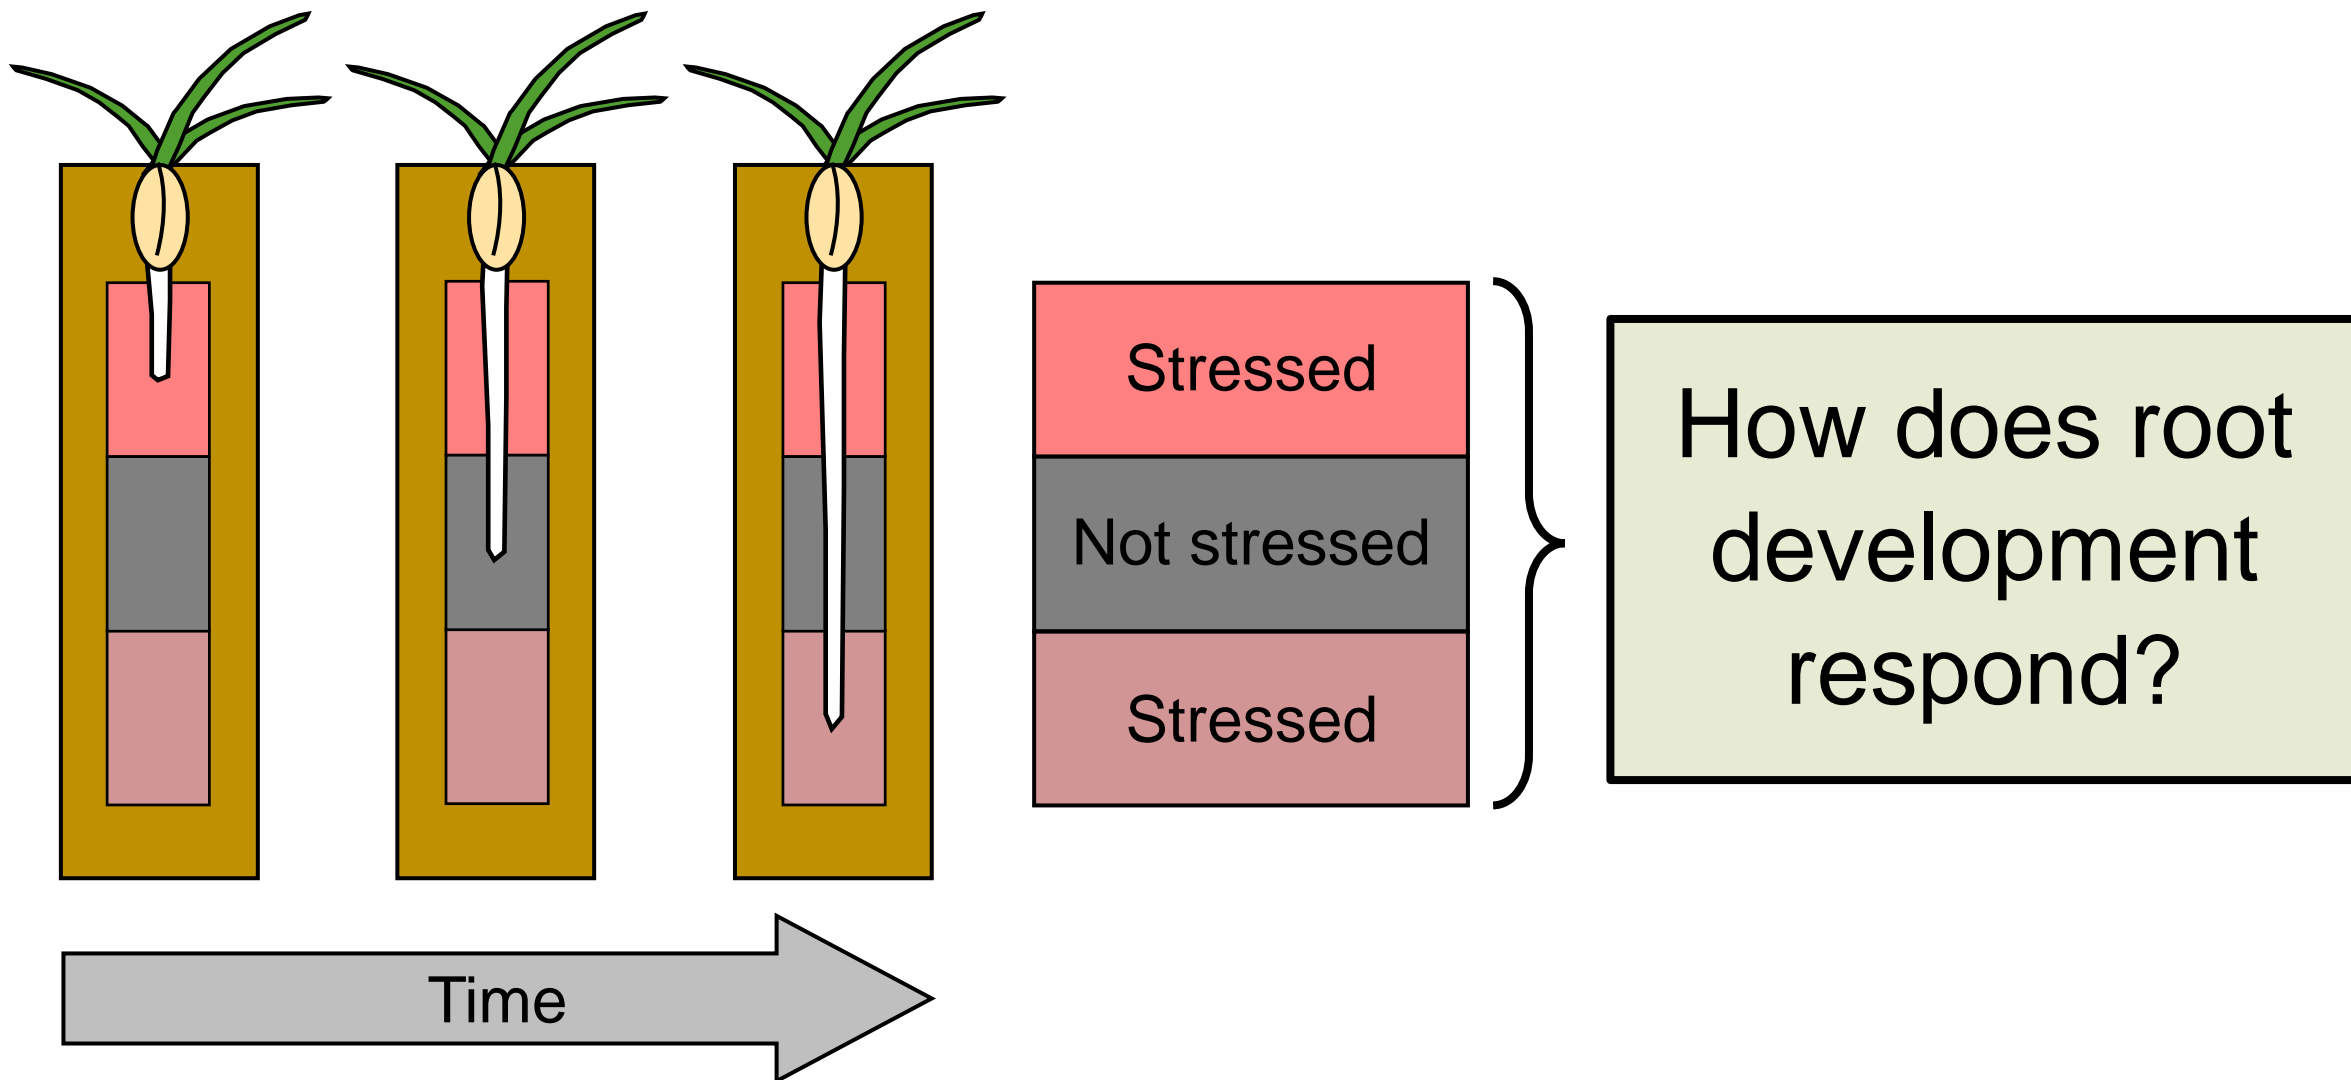 Stressed
Not stressed
Stressed
How does root
development
respond?
Time